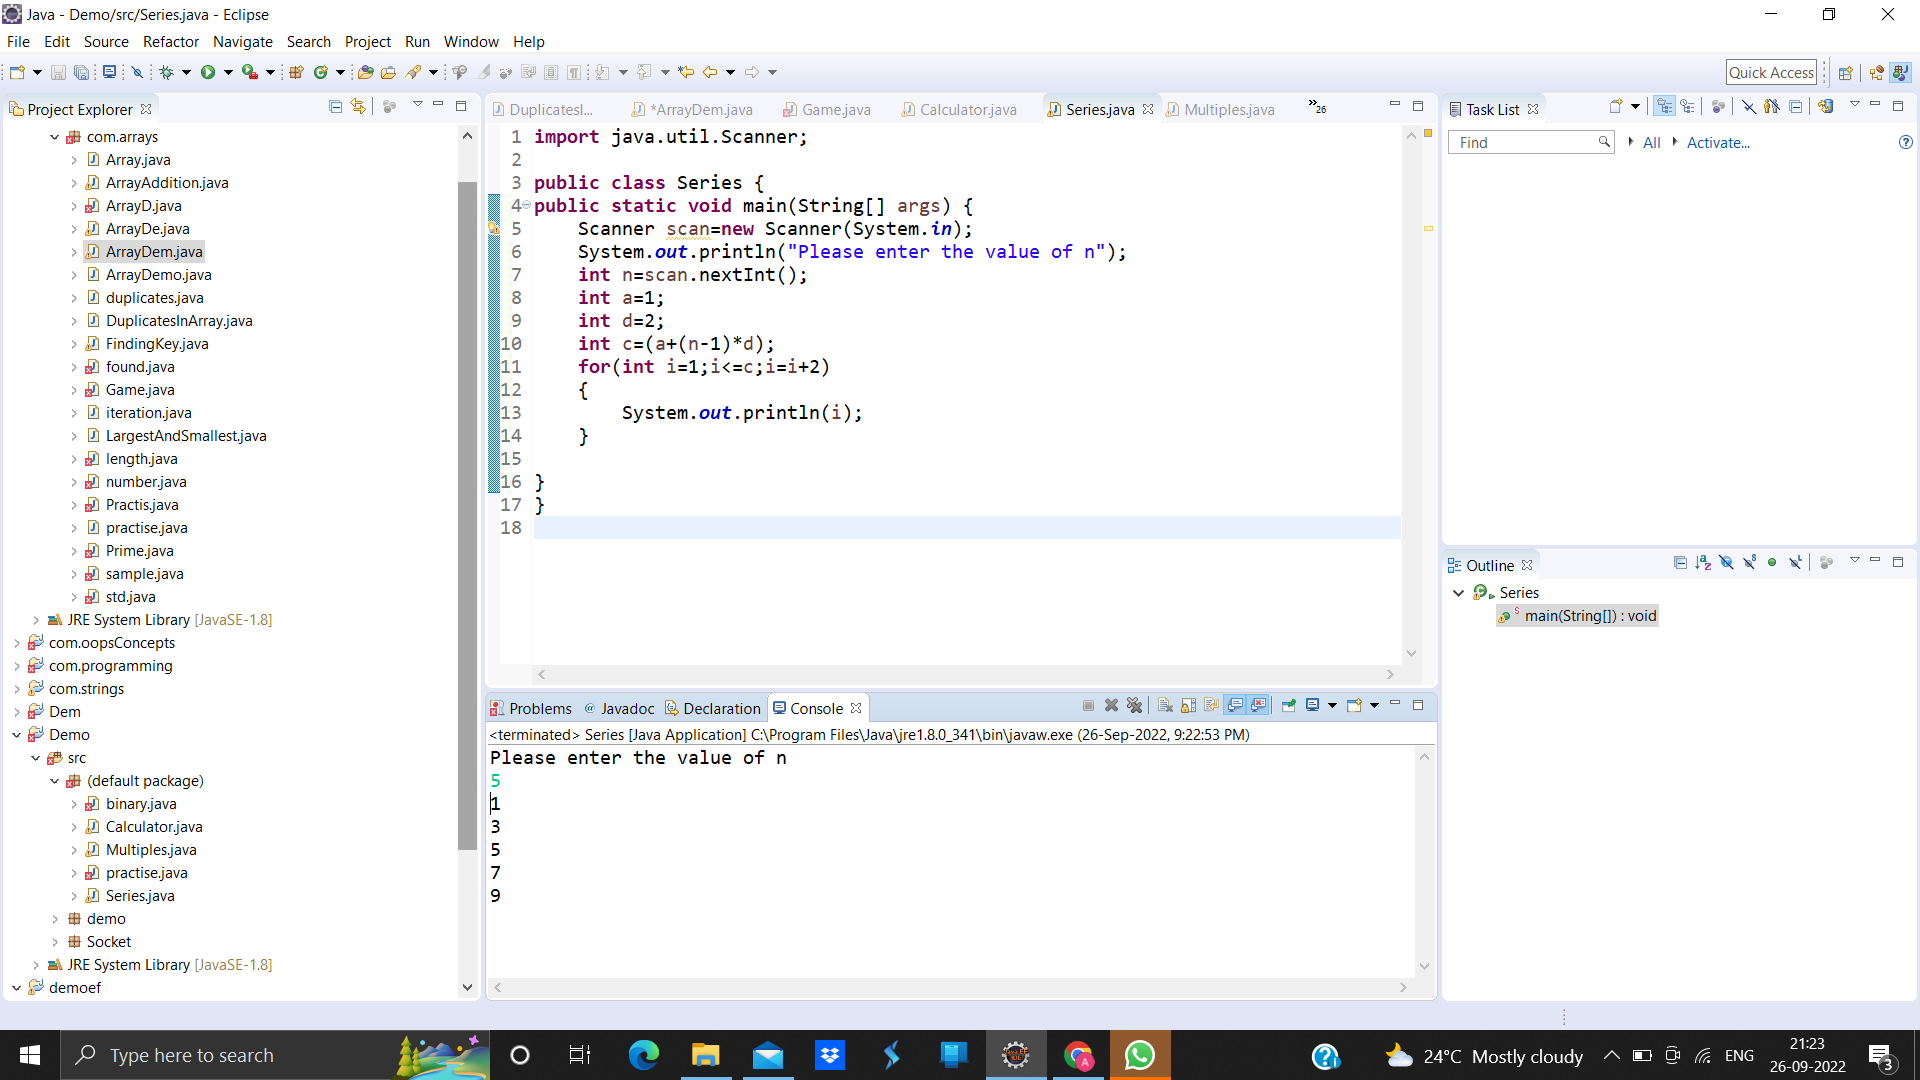 Java - Demo/src/Series.java - Eclipse
File Edit Source Refactor Navigate Search Project Run Window Help
Quick Access
Project Explorer
com.arrays
Array.java
ArrayAddition.java
ArrayD.java
ArrayDe.java
ArrayDem.java
ArrayDemo.java
duplicates.java
DuplicatesInArray.java
FindingKey.java
found.java
Game.java
iteration.java
LargestAndSmallest.java
length.java
number.java
Practis.java
practise.java
Prime.java
sample.java
std.java
JRE System Library [JavaSE-1.8]
com.oopsConcepts
com.programming
com.strings
Dem
Demo
src
(default package)
binary.java
Calculator.java
Multiples.java
practise.java
Series.java
demo
Socket
JRE System Library [JavaSE-1.8]
demoef
DuplicatesI... *ArrayDem.java Game.java Calculator.java Series.java Multiples.java »26
1 import java.util.Scanner;
2
3 public class Series {
4 public static void main(String[] args) {
5 Scanner scan=new Scanner(System.in);
6 System.out.println("Please enter the value of n");
7 int n=scan.nextInt();
8 int a=1;
9 int d=2;
10 int c=(a+(n-1)*d);
11 for(int i=1;i<=c;i=i+2)
12 {
13 System.out.println(i);
14 }
15
16 }
17 }
18
Problems @ Javadoc Declaration Console
<terminated> Series [Java Application] C:\Program Files\Java\jre1.8.0_341\bin\javaw.exe (26-Sep-2022, 9:22:53 PM)
Please enter the value of n
5
1
3
5
7
9
Task List
Find All Activate...
Outline
Series
main(String[]) : void
Type here to search
24°C Mostly cloudy ENG
21:23
26-09-2022
3